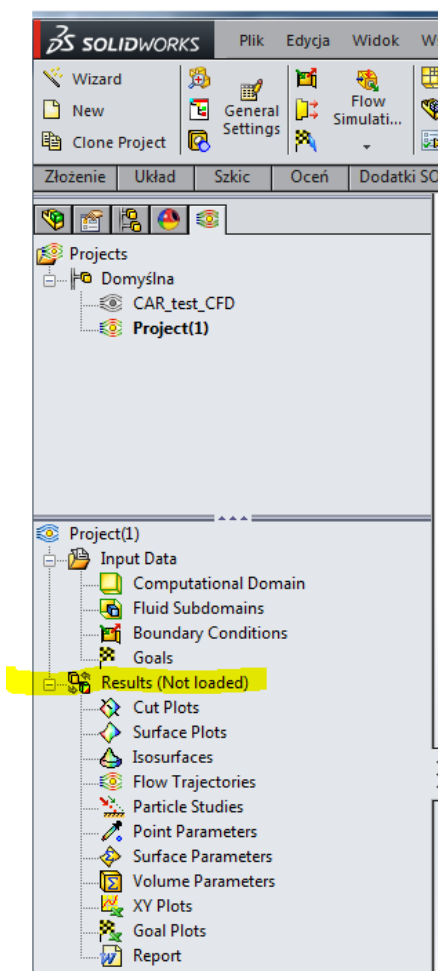 SOLIDWORKS Plik Edycja Widok
Wizard
New
Clone Project
General
Settings
Flow
Simulati...
Złożenie Układ Szkic Oceń Dodatki SO
Projects
Domyślna
CAR_test_CFD
Project(1)
Project(1)
Input Data
Computational Domain
Fluid Subdomains
Boundary Conditions
Goals
Results (Not loaded)
Cut Plots
Surface Plots
Isosurfaces
Flow Trajectories
Particle Studies
Point Parameters
Surface Parameters
Volume Parameters
XY Plots
Goal Plots
Report